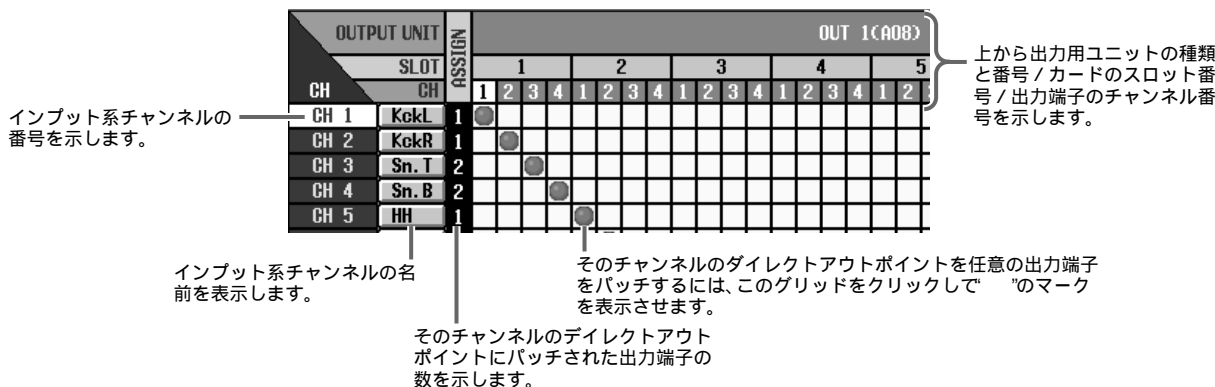 OUTPUT UNIT
ASSIGN
OUT 1(A08)
SLOT
1 2 3 4 5
CH
CH
1 2 3 4 1 2 3 4 1 2 3 4 1 2 3 4 1 2
CH 1 KckL 1
CH 2 KckR 1
CH 3 Sn.T 2
CH 4 Sn.B 2
CH 5 HH 1
上から出力用ユニットの種類
と番号/カードのスロット番
号/出力端子のチャンネル番
号を示します。
インプット系チャンネルの
番号を示します。
インプット系チャンネルの名
前を表示します。
そのチャンネルのダイレクトアウトポイントを任意の出力端子
をパッチするには、このグリッドをクリックして“ ”のマーク
を表示させます。
そのチャンネルのデイレクトアウト
ポイントにパッチされた出力端子の
数を示します。